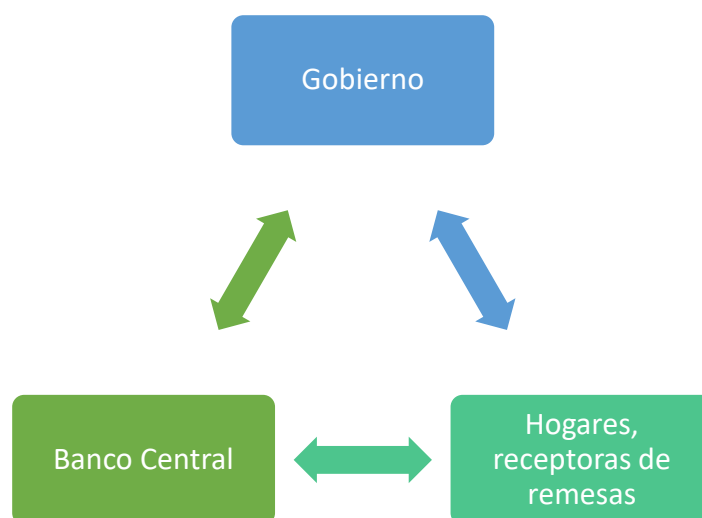 Gobierno
Banco Central
Hogares,
receptoras de
remesas